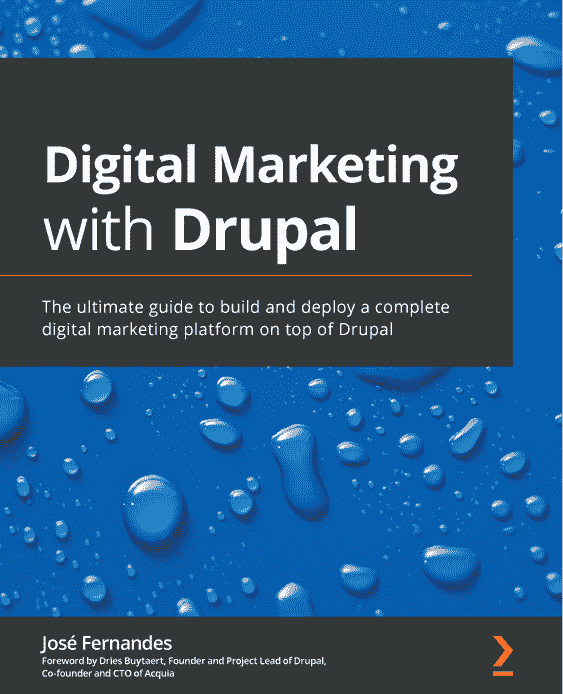 Digital Marketing
with Drupal
The ultimate guide to build and deploy a complete
digital marketing platform on top of Drupal
José Fernandes
Foreword by Dries Buytaert, Founder and Project Lead of Drupal,
Co-founder and CTO of Acquia